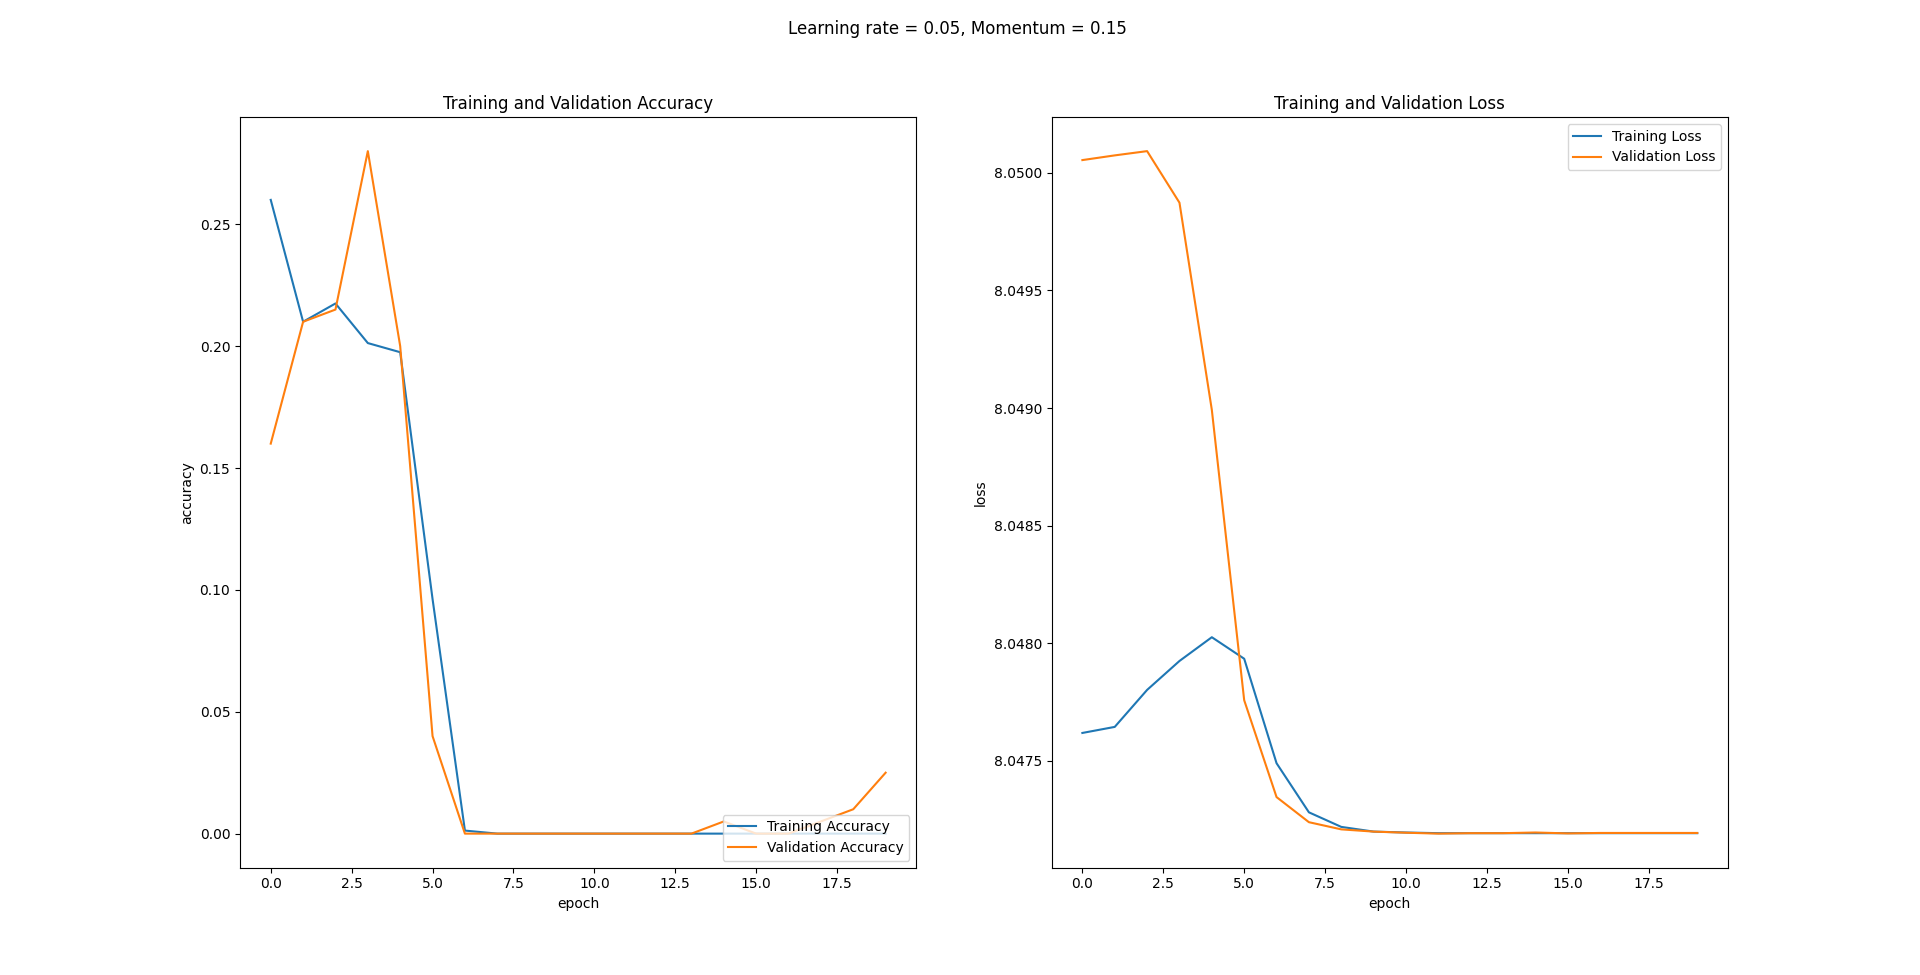 Learning rate = 0.05, Momentum = 0.15
Training and Validation Accuracy
accuracy
0.25
0.20
0.15
0.10
0.05
0.00
0.0 2.5 5.0 7.5 10.0 12.5 15.0 17.5
epoch
Training Accuracy
Validation Accuracy
Training and Validation Loss
Training Loss
Validation Loss
loss
8.0500
8.0495
8.0490
8.0485
8.0480
8.0475
0.0 2.5 5.0 7.5 10.0 12.5 15.0 17.5
epoch